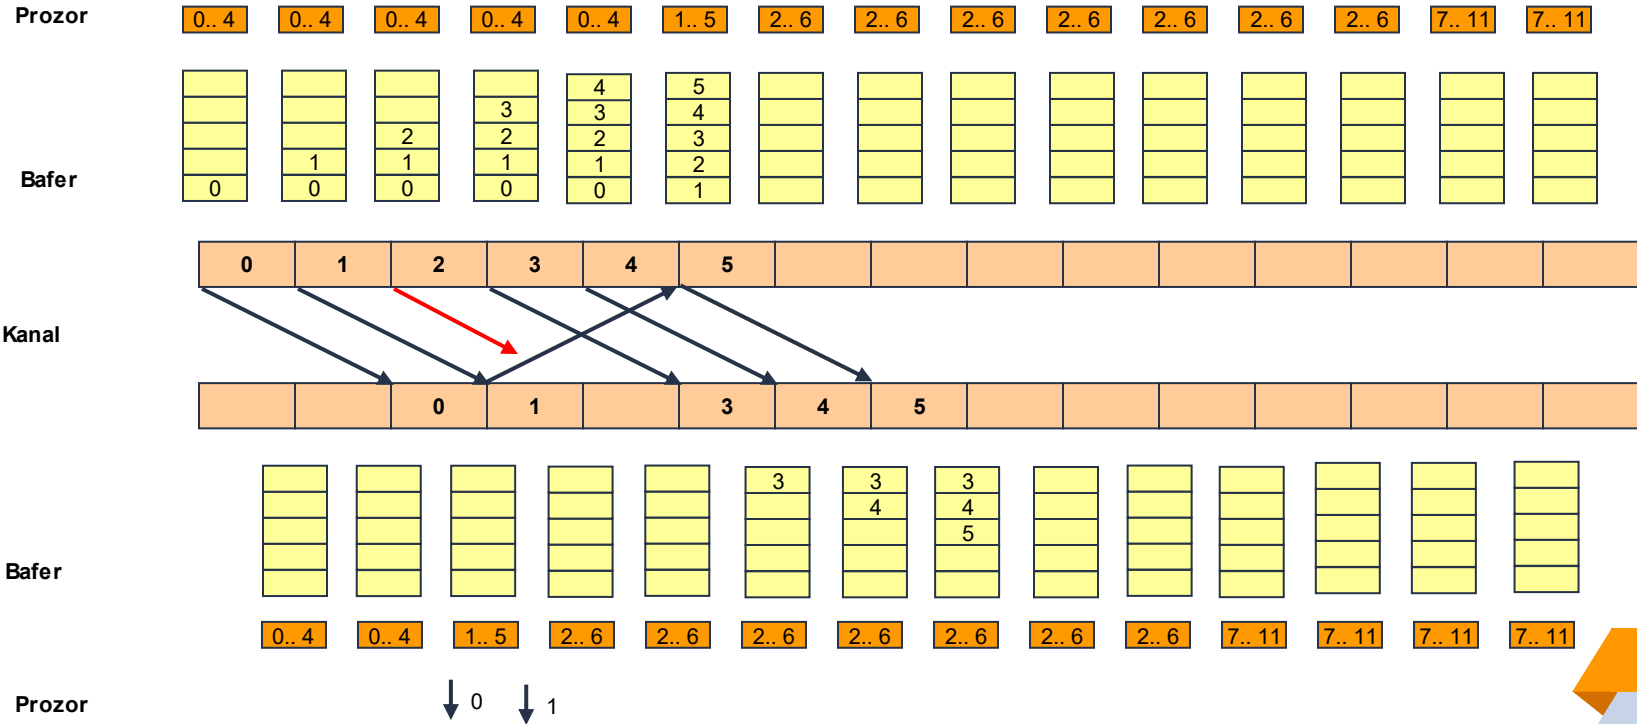 Prozor 0.. 4 0.. 4 0.. 4 0.. 4 0.. 4 1.. 5 2.. 6 2.. 6 2.. 6 2.. 6 2.. 6 2.. 6 2.. 6 7.. 11 7.. 11
4 5
3 3 4
2 2 2 3
1 1 1 1 2
Bafer 0 0 0 0 0 1
0 1 2 3 4 5
Kanal
0 1 3 4 5
3 3 3
4 4
5
Bafer
0.. 4 0.. 4 1.. 5 2.. 6 2.. 6 2.. 6 2.. 6 2.. 6 2.. 6 2.. 6 7.. 11 7.. 11 7.. 11 7.. 11
Prozor 0 1